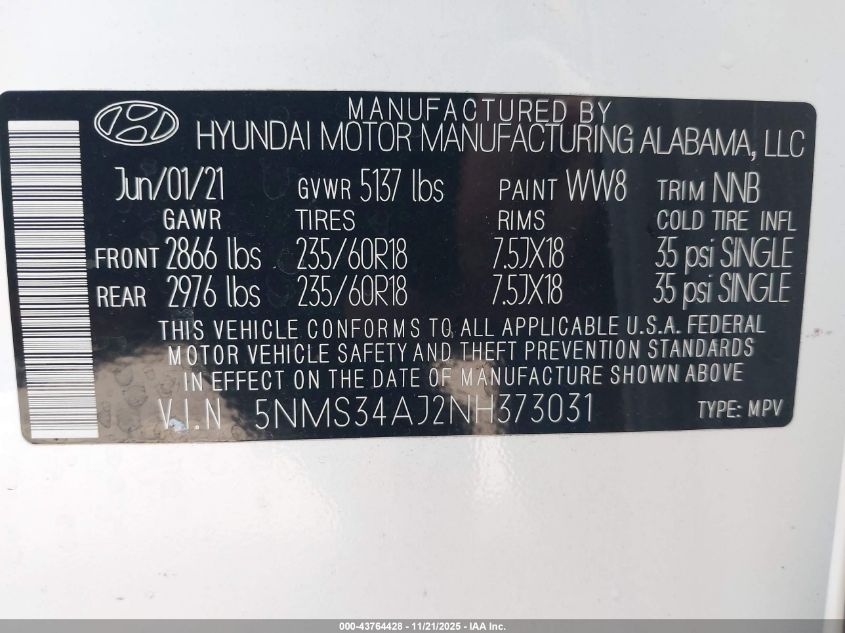 MANUFACTURED BY
HYUNDAI MOTOR MANUFACTURING ALABAMA, LLC
Jun/01/21 GVWR 5137 lbs PAINT WW8 TRIM NNB
GAWR TIRES RIMS COLD TIRE INFL
FRONT 2866 lbs 235/60R18 7.5JX18 35 psi SINGLE
REAR 2976 lbs 235/60R18 7.5JX18 35 psi SINGLE
THIS VEHICLE CONFORMS TO ALL APPLICABLE U.S.A. FEDERAL
MOTOR VEHICLE SAFETY AND THEFT PREVENTION STANDARDS
IN EFFECT ON THE DATE OF MANUFACTURE SHOWN ABOVE
V.I.N 5NMS34AJ2NH373031 TYPE: MPV
000-43764428 - 11/21/2025 - IAA Inc.